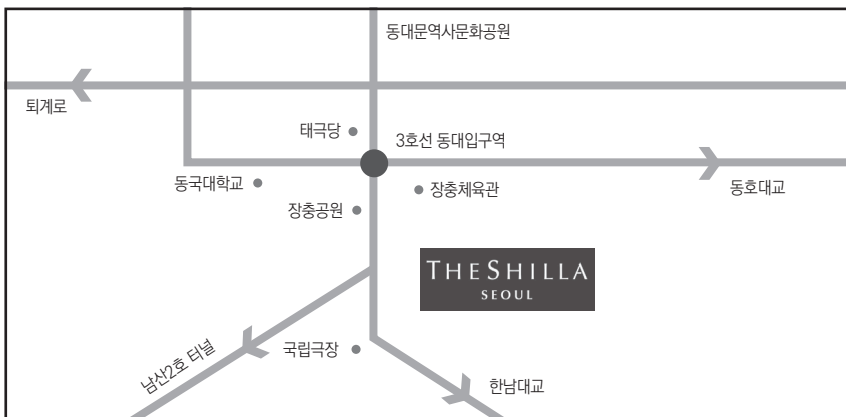 동대문역사문화공원
퇴계로
태극당
3호선 동대입구역
동국대학교
장충체육관
동호대교
장충공원
THE SHILLA
SEOUL
남산2호 터널
국립극장
한남대교